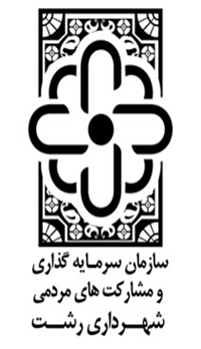 سازمان سرمایه گذاری
و مشارکت های مردمی
شهرداری رشت